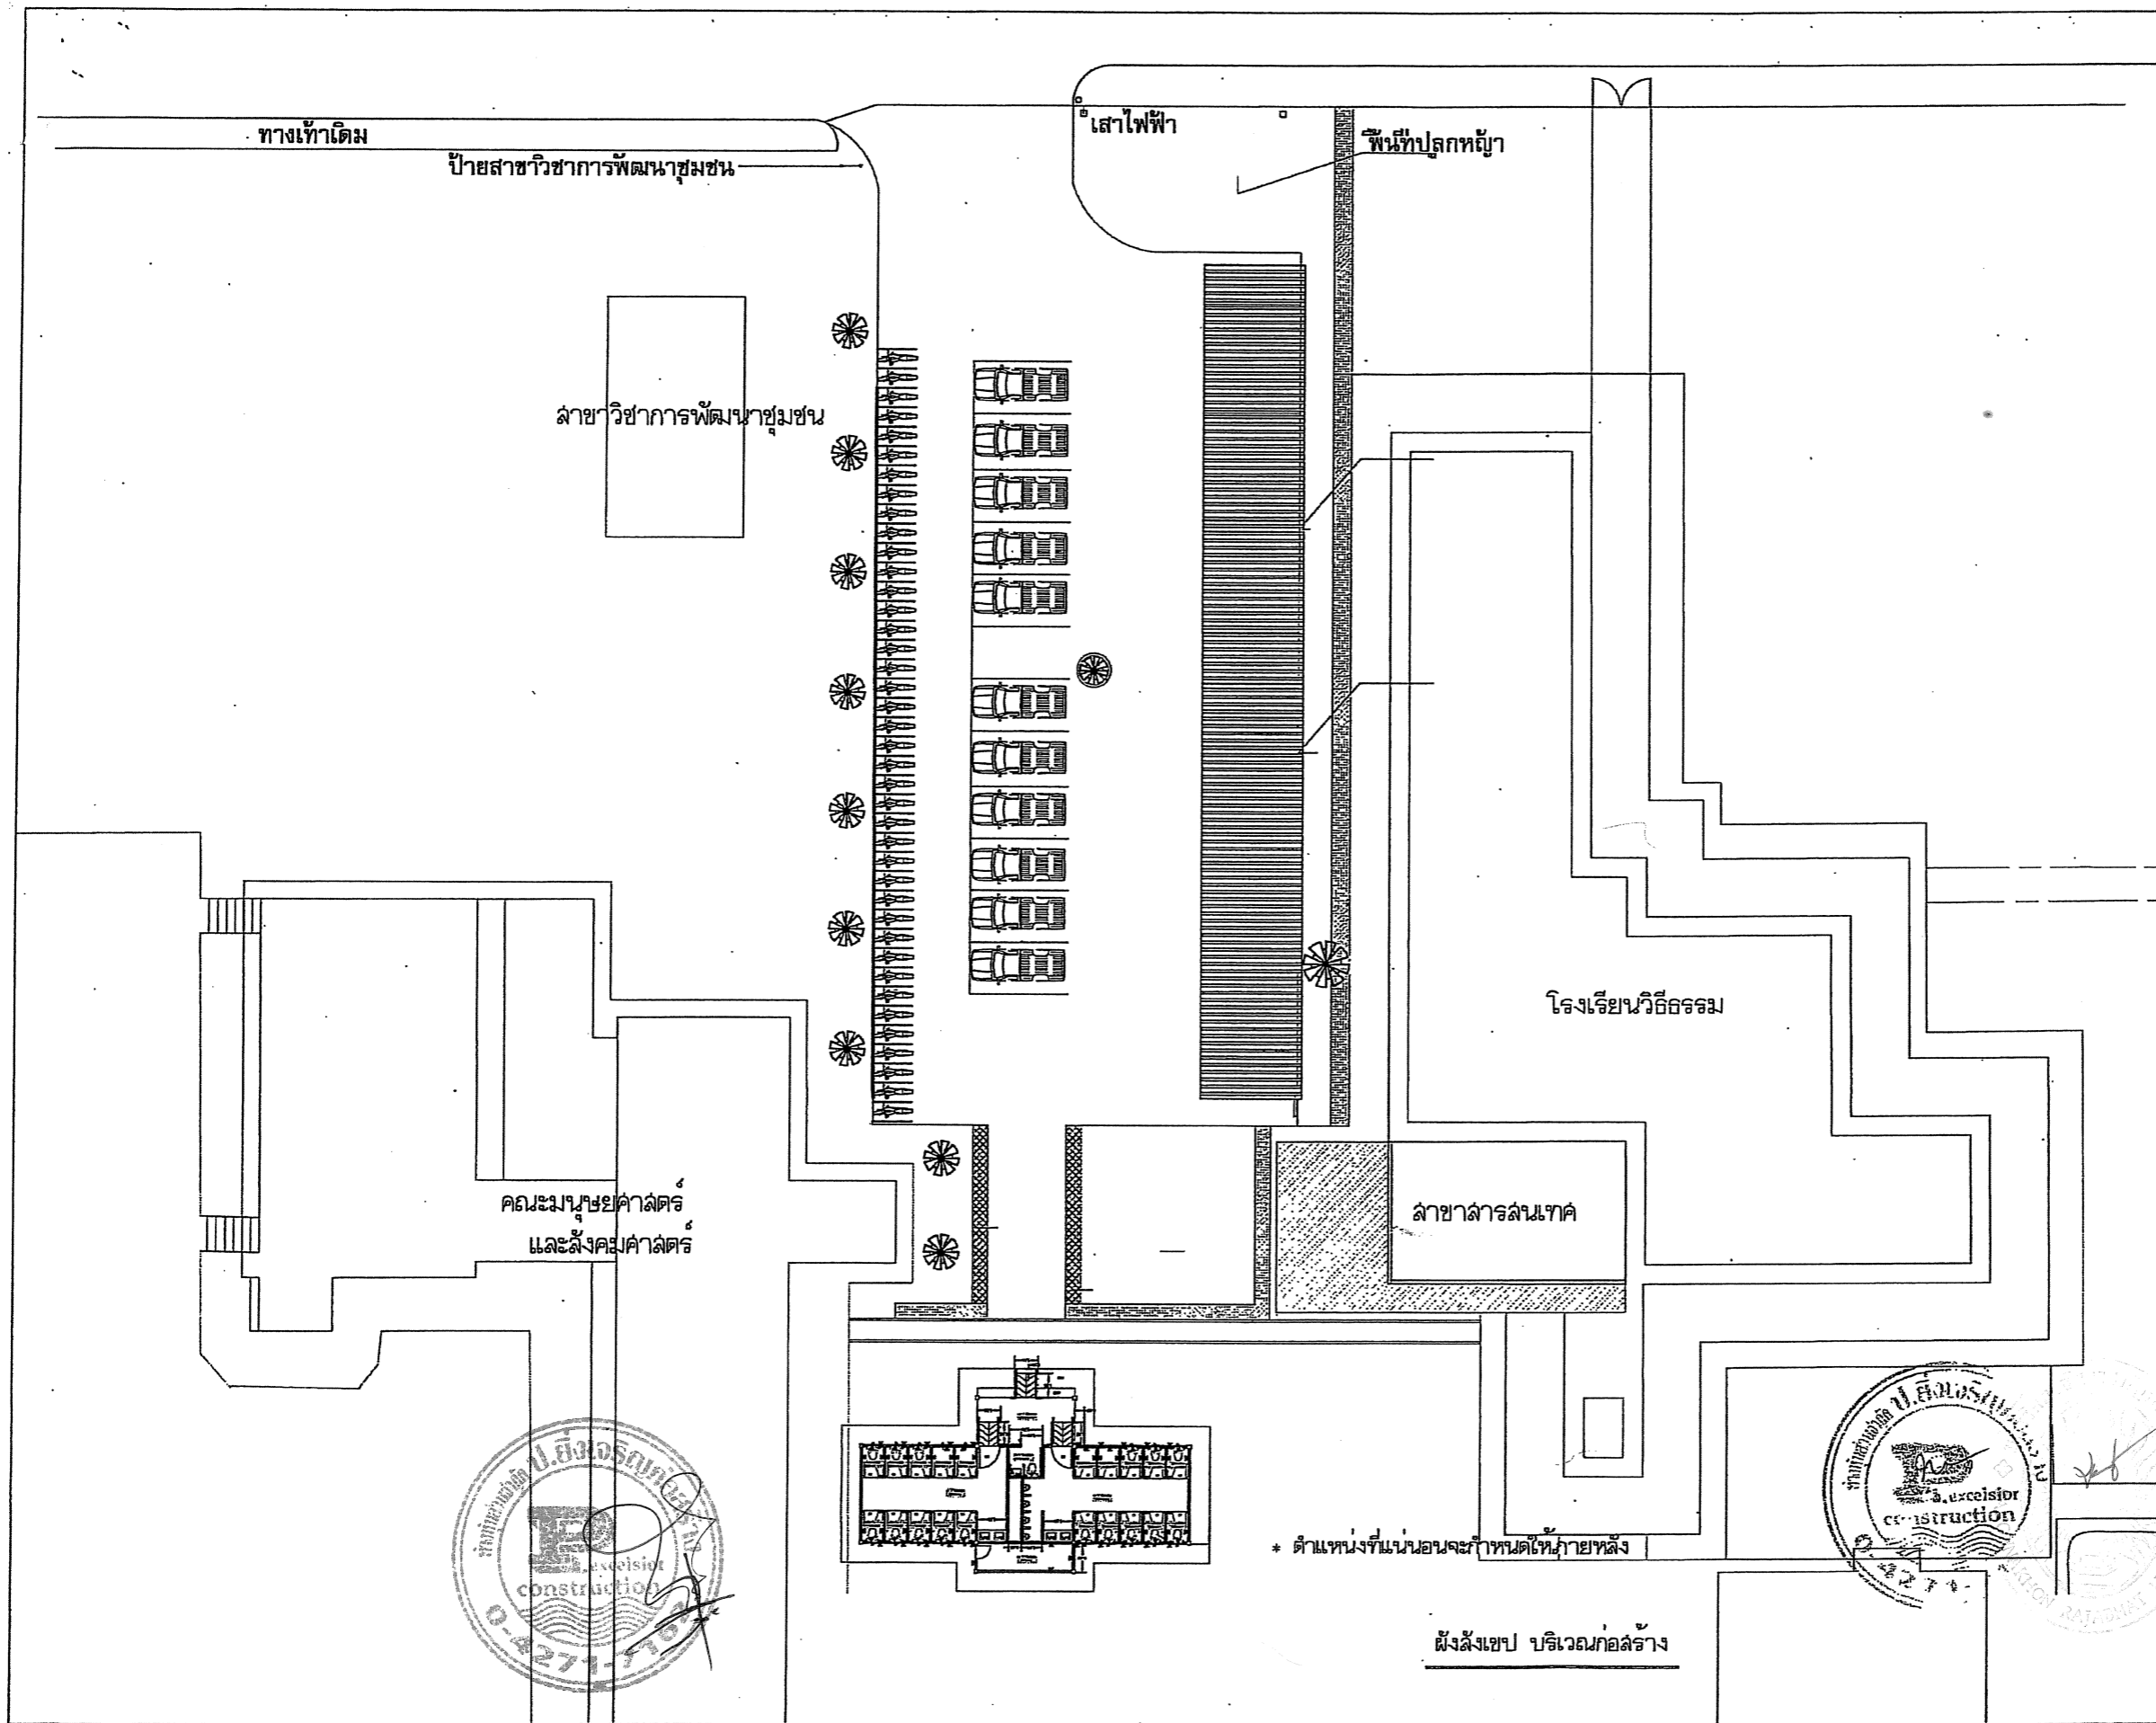 ทางเท้าเดิม
เสาไฟฟ้า
พื้นที่ปลูกหญ้า
ป้ายสาขาวิชาการพัฒนาชุมชน
สาขาวิชาการพัฒนาชุมชน
โรงเรียนวิธีธรรม
คณะมนุษยศาสตร์
และสังคมศาสตร์
สาขาสารสนเทศ
* ตำแหน่งที่แน่นอนจะกำหนดให้ภายหลัง
ผังสังเขป บริเวณก่อสร้าง
excelsior
construction
0-4271-
excelsior
construction
0-4271-